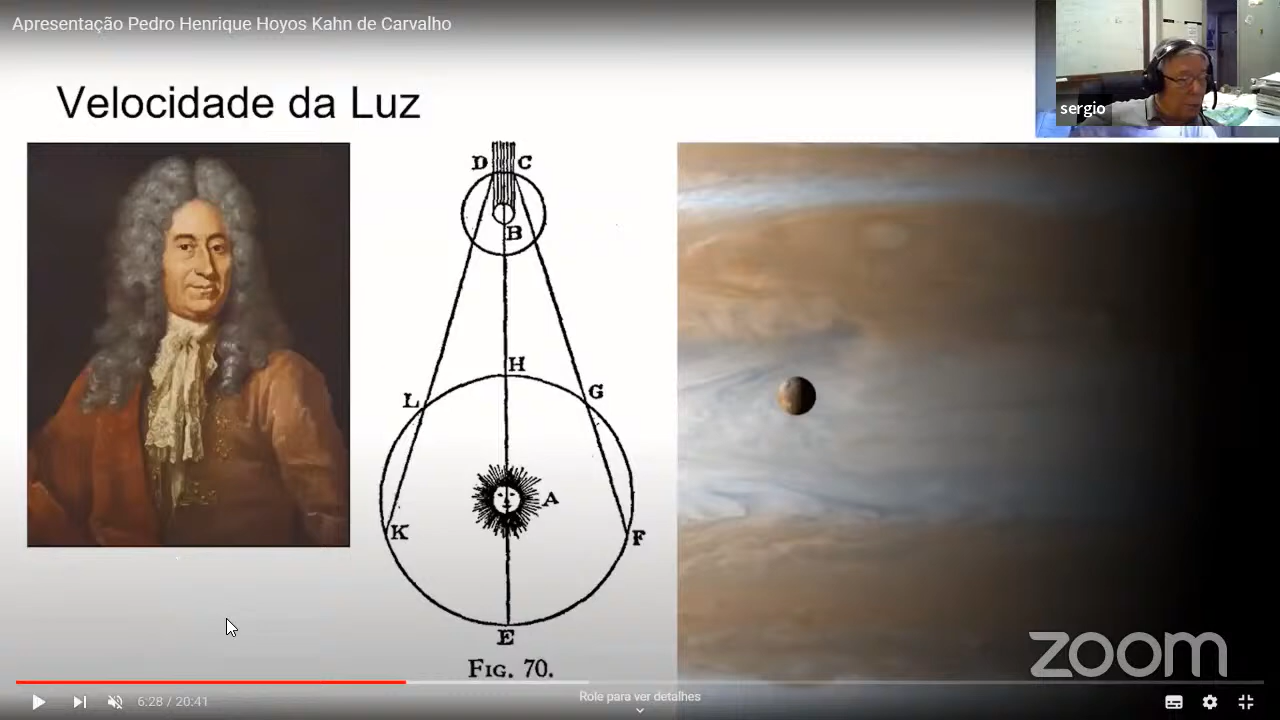 Apresentação Pedro Henrique Hoyos Kahn de Carvalho
sergio
Velocidade da Luz
D C
B
H
L G
A
K F
E
FIG. 70.
zoom
6:28 / 20:41
Role para ver detalhes